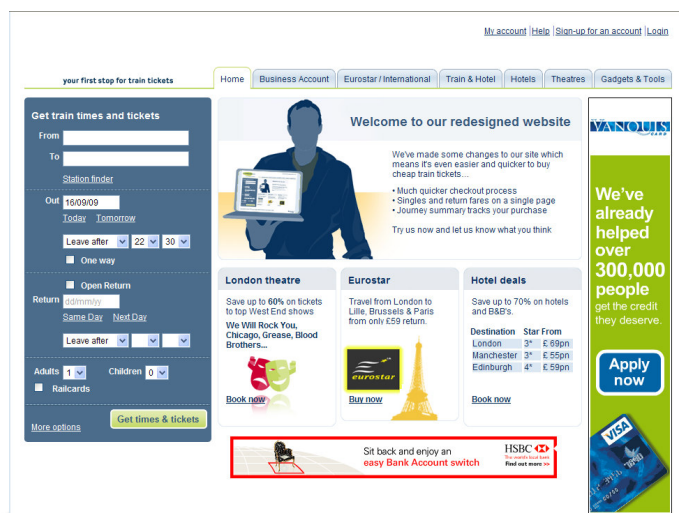 My account | Help | Sign-up for an account | Login
your first stop for train tickets
Home
Business Account
Eurostar / International
Train & Hotel
Hotels
Theatres
Gadgets & Tools
Get train times and tickets
From
To
Station finder
Out 16/09/09
Today Tomorrow
Leave after 22 30
One way
Open Return
Return dd/mm/yy
Same Day Next Day
Leave after
Adults 1 Children 0
Railcards
More options
Get times & tickets
Welcome to our redesigned website
We've made some changes to our site which
means it's even easier and quicker to buy
cheap train tickets...
• Much quicker checkout process
• Singles and return fares on a single page
• Journey summary tracks your purchase
Try us now and let us know what you think
London theatre
Save up to 60% on tickets
to top West End shows
We Will Rock You,
Chicago, Grease, Blood
Brothers...
Book now
Eurostar
Travel from London to
Lille, Brussels & Paris
from only £59 return.
eurostar
Buy now
Hotel deals
Save up to 70% on hotels
and B&B's.
Destination Star From
London 3* £ 69pn
Manchester 3* £ 55pn
Edinburgh 4* £ 59pn
Book now
Sit back and enjoy an
easy Bank Account switch
HSBC
The world's local bank
Find out more >>
VANQUIS
BANK
We've
already
helped
over
300,000
people
get the credit
they deserve.
Apply
now
VISA